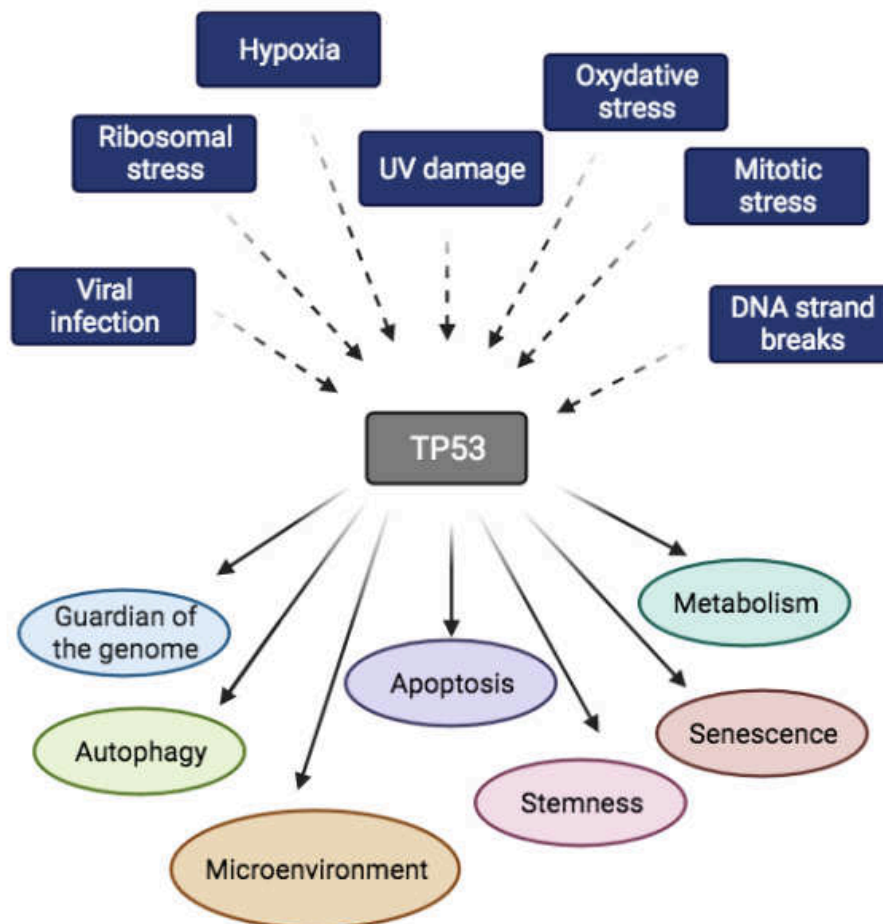 Hypoxia
Oxydative
stress
Ribosomal
stress
UV damage
Mitotic
stress
Viral
infection
DNA strand
breaks
TP53
Guardian of
the genome
Metabolism
Apoptosis
Autophagy
Senescence
Stemness
Microenvironment